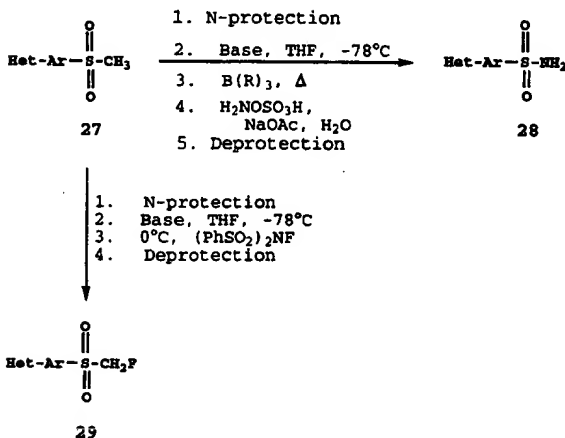 1. N-protection
O
||
Het-Ar-S-CH3
||
O
27
2. Base, THF, -78°C
3. B(R)3, Δ
4. H2NOSO3H,
NaOAc, H2O
5. Deprotection
O
||
Het-Ar-S-NH2
||
O
28
1. N-protection
2. Base, THF, -78°C
3. 0°C, (PhSO2)2NF
4. Deprotection
O
||
Het-Ar-S-CH2F
||
O
29